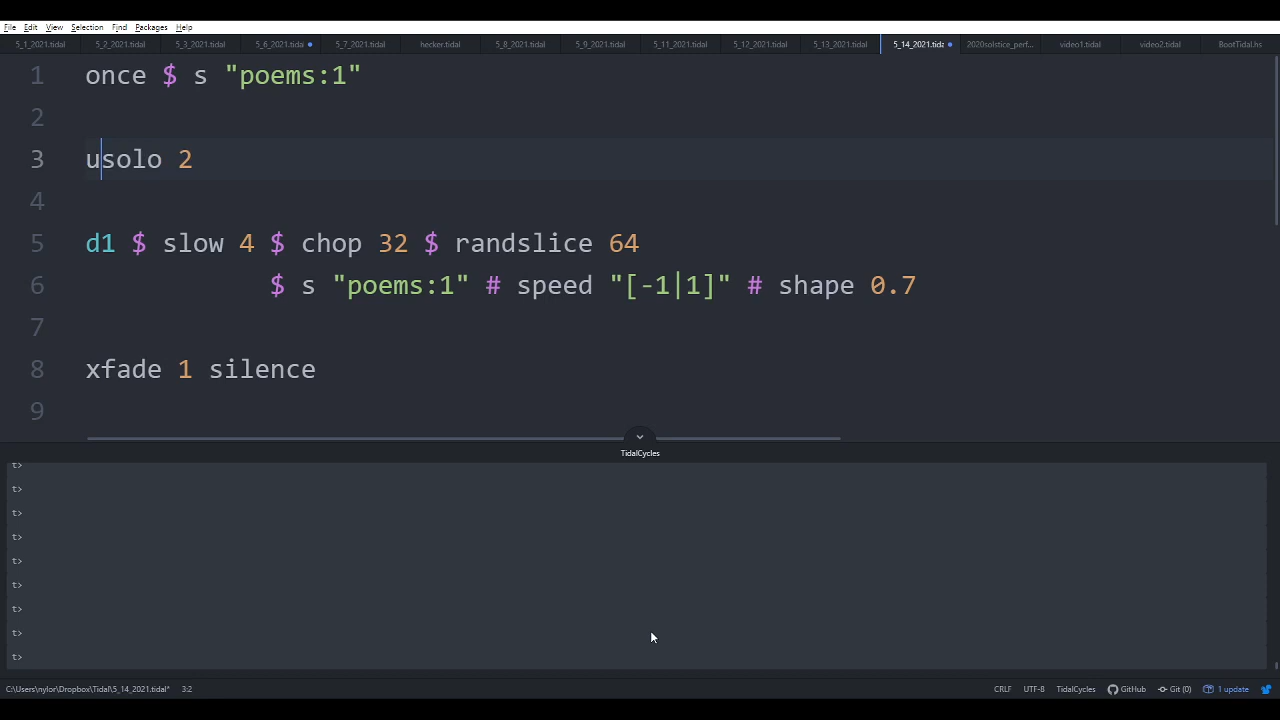 File Edit View Selection Find Packages Help
5_1_2021.tidal 5_2_2021.tidal 5_3_2021.tidal 5_6_2021.tidal 5_7_2021.tidal hecker.tidal 5_8_2021.tidal 5_9_2021.tidal 5_11_2021.tidal 5_12_2021.tidal 5_13_2021.tidal 5_14_2021.tida 2020solstice_perf... video1.tidal video2.tidal BootTidal.hs
1 once $ s "poems:1"
2
3 usolo 2
4
5 d1 $ slow 4 $ chop 32 $ randslice 64
6 $ s "poems:1" # speed "[-1|1]" # shape 0.7
7
8 xfade 1 silence
9
TidalCycles
t>
t>
t>
t>
t>
t>
t>
t>
t>
C:\Users\nylor\Dropbox\Tidal\5_14_2021.tidal* 3:2 CRLF UTF-8 TidalCycles GitHub Git (0) 1 update